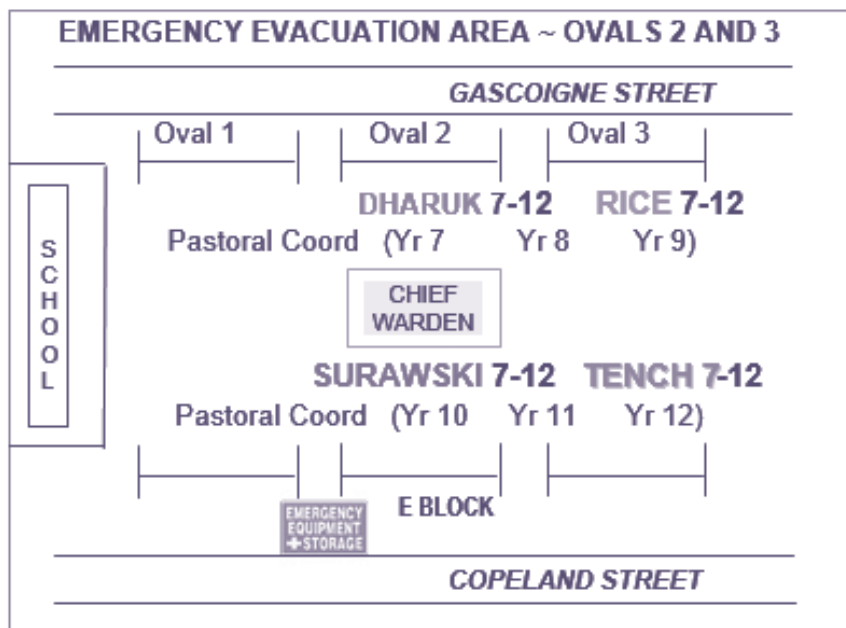 EMERGENCY EVACUATION AREA ~ OVALS 2 AND 3
GASCOIGNE STREET
Oval 1 Oval 2 Oval 3
DHARUK 7-12 RICE 7-12
Pastoral Coord (Yr 7 Yr 8 Yr 9)
SCHOOL
CHIEF
WARDEN
SURAWSKI 7-12 TENCH 7-12
Pastoral Coord (Yr 10 Yr 11 Yr 12)
E BLOCK
EMERGENCY
EQUIPMENT
+STORAGE
COPELAND STREET